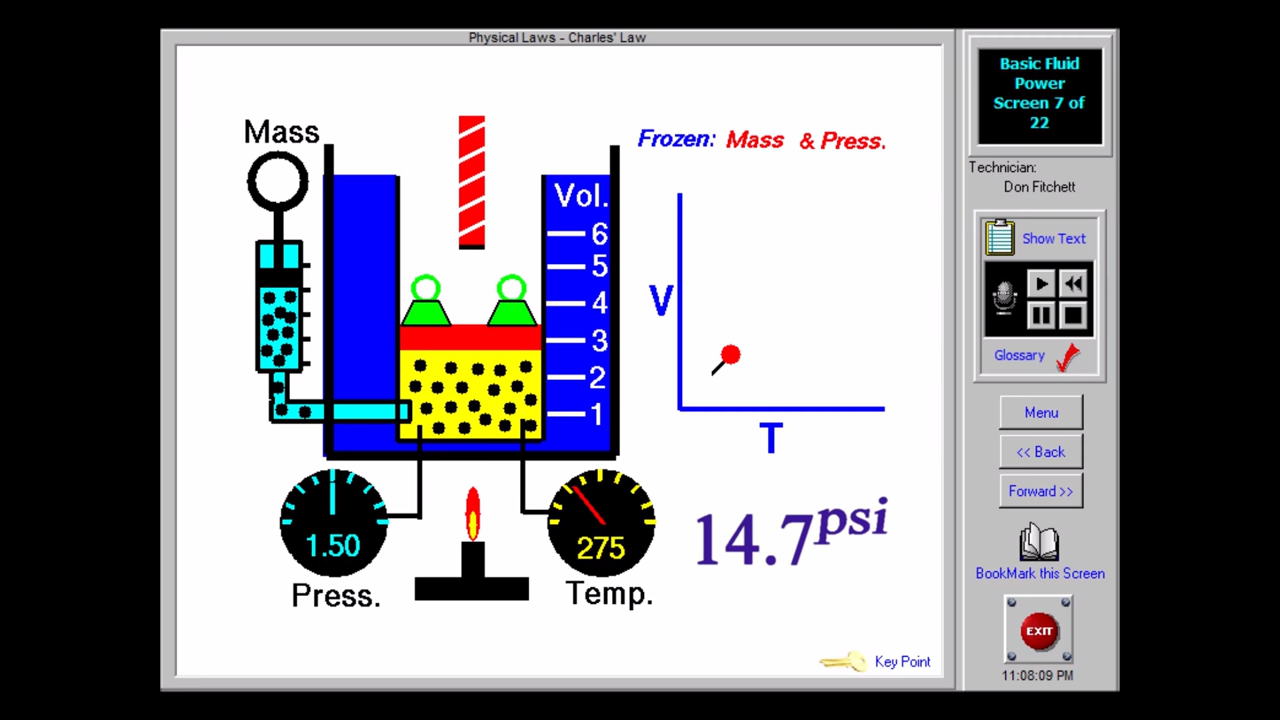 Physical Laws - Charles' Law
Mass
Frozen: Mass & Press.
Vol.
6
5
4
3
2
1
V
T
1.50
Press.
275
Temp.
14.7psi
Key Point
Basic Fluid
Power
Screen 7 of
22
Technician:
Don Fitchett
Show Text
Glossary
Menu
<< Back
Forward >>
BookMark this Screen
EXIT
11:08:09 PM